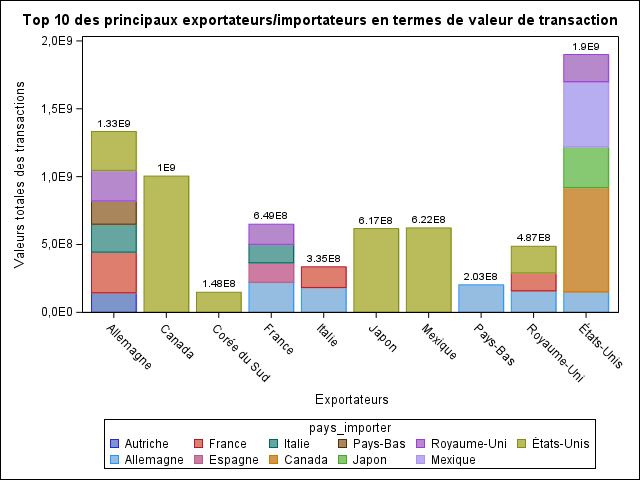 Top 10 des principaux exportateurs/importateurs en termes de valeur de transaction
2,0E9
1,5E9
1,0E9
5,0E8
0,0E0
Valeurs totales des transactions
1.33E9
1E9
1.48E8
6.49E8
3.35E8
6.17E8
6.22E8
2.03E8
4.87E8
1.9E9
Allemagne
Canada
Corée du Sud
France
Italie
Japon
Mexique
Pays-Bas
Royaume-Uni
États-Unis
Exportateurs
pays_importer
Autriche France Italie Pays-Bas Royaume-Uni États-Unis
Allemagne Espagne Canada Japon Mexique